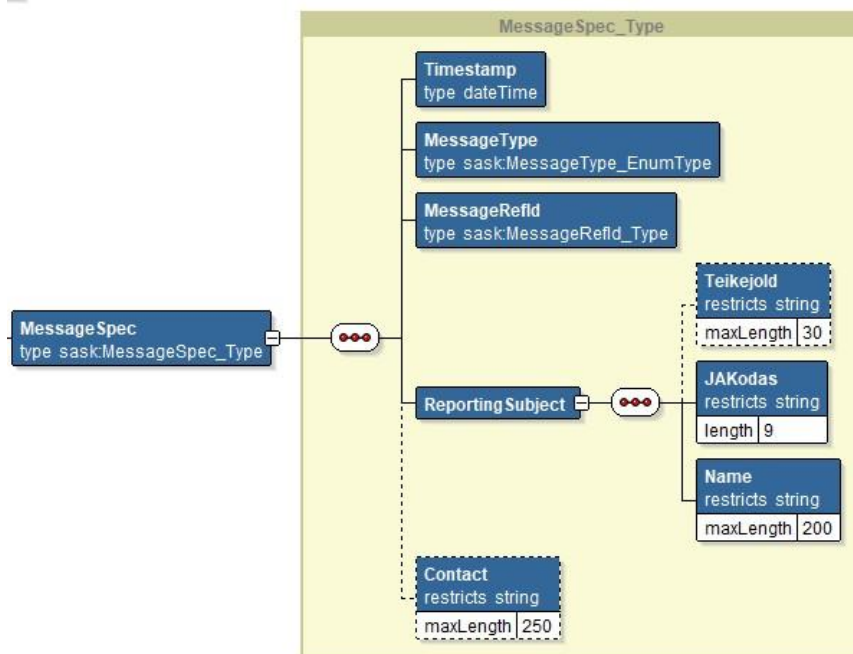 MessageSpec_Type
Timestamp
type dateTime
MessageType
type sask:MessageType_EnumType
MessageRefId
type sask:MessageRefId_Type
TeikejoId
restricts string
maxLength 30
MessageSpec
type sask:MessageSpec_Type
JAKodas
restricts string
length 9
ReportingSubject
Name
restricts string
maxLength 200
Contact
restricts string
maxLength 250